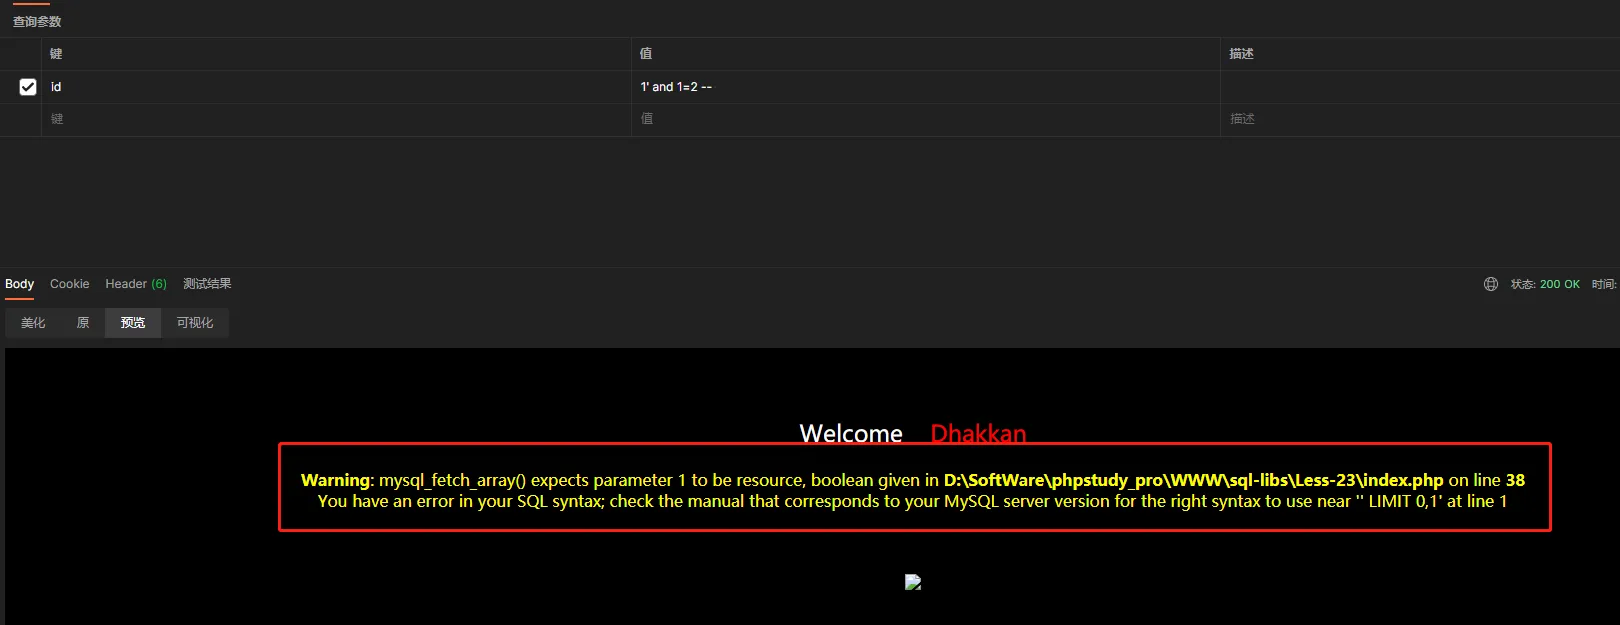 查询参数
键 值 描述
id 1' and 1=2 --
键 值 描述
Body Cookie Header (6) 测试结果 状态: 200 OK 时间:
美化 原 预览 可视化
Welcome Dhakkan
Warning: mysql_fetch_array() expects parameter 1 to be resource, boolean given in D:\SoftWare\phpstudy_pro\WWW\sql-libs\Less-23\index.php on line 38
You have an error in your SQL syntax; check the manual that corresponds to your MySQL server version for the right syntax to use near '' LIMIT 0,1' at line 1